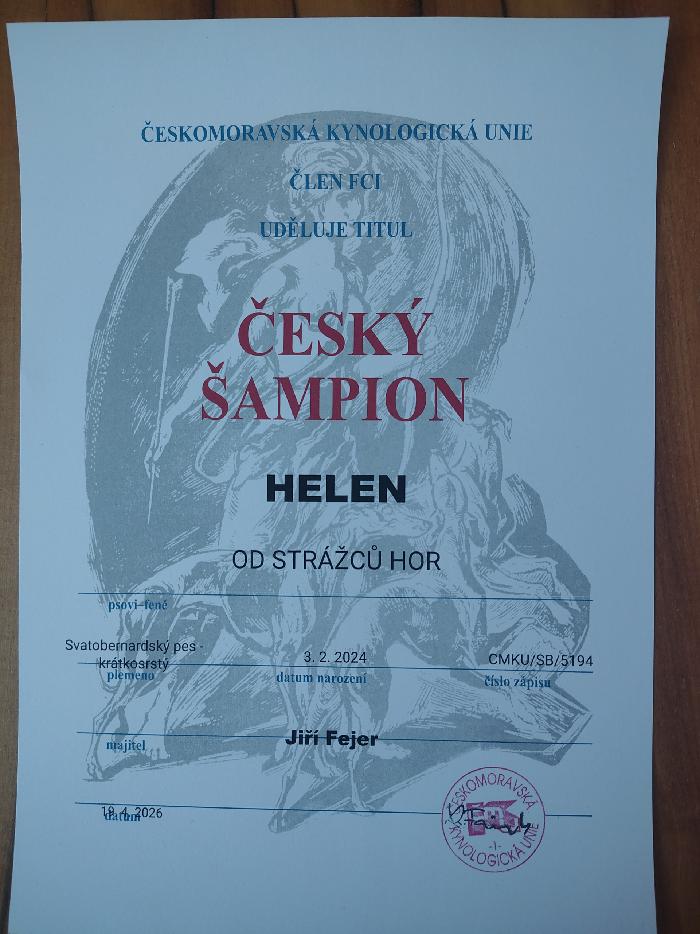 ČESKOMORAVSKÁ KYNOLOGICKÁ UNIE
ČLEN FCI
UDĚLUJE TITUL
ČESKÝ
ŠAMPION
HELEN
OD STRÁŽCŮ HOR
psovi–feně
Svatobernardský pes -
krátkosrstý
3. 2. 2024
CMKU/SB/5194
plemeno
datum narození
číslo zápisu
Jiří Fejer
majitel
19. 4. 2026
datum
ČESKOMORAVSKÁ
KYNOLOGICKÁ UNIE
-1-